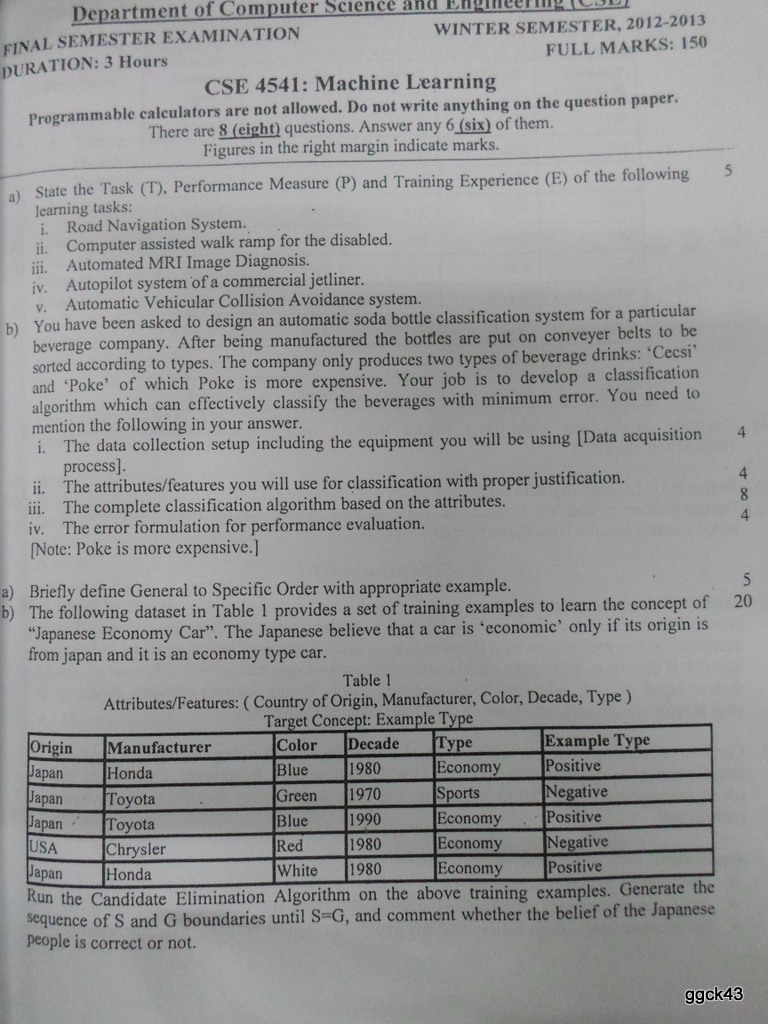 Department of Computer Science and Engineering (CSE)
FINAL SEMESTER EXAMINATION
WINTER SEMESTER, 2012-2013
DURATION: 3 Hours
FULL MARKS: 150
CSE 4541: Machine Learning
Programmable calculators are not allowed. Do not write anything on the question paper.
There are 8 (eight) questions. Answer any 6 (six) of them.
Figures in the right margin indicate marks.
a) State the Task (T), Performance Measure (P) and Training Experience (E) of the following 5
learning tasks:
i. Road Navigation System.
ii. Computer assisted walk ramp for the disabled.
iii. Automated MRI Image Diagnosis.
iv. Autopilot system of a commercial jetliner.
v. Automatic Vehicular Collision Avoidance system.
b) You have been asked to design an automatic soda bottle classification system for a particular
beverage company. After being manufactured the bottles are put on conveyer belts to be
sorted according to types. The company only produces two types of beverage drinks: ‘Cecsi’
and ‘Poke’ of which Poke is more expensive. Your job is to develop a classification
algorithm which can effectively classify the beverages with minimum error. You need to
mention the following in your answer.
i. The data collection setup including the equipment you will be using [Data acquisition 4
process].
ii. The attributes/features you will use for classification with proper justification. 4
iii. The complete classification algorithm based on the attributes. 8
iv. The error formulation for performance evaluation. 4
[Note: Poke is more expensive.]
a) Briefly define General to Specific Order with appropriate example. 5
b) The following dataset in Table 1 provides a set of training examples to learn the concept of 20
“Japanese Economy Car”. The Japanese believe that a car is ‘economic’ only if its origin is
from japan and it is an economy type car.
Table 1
Attributes/Features: ( Country of Origin, Manufacturer, Color, Decade, Type )
Target Concept: Example Type
Origin Manufacturer Color Decade Type Example Type
Japan Honda Blue 1980 Economy Positive
Japan Toyota Green 1970 Sports Negative
Japan Toyota Blue 1990 Economy Positive
USA Chrysler Red 1980 Economy Negative
Japan Honda White 1980 Economy Positive
Run the Candidate Elimination Algorithm on the above training examples. Generate the
sequence of S and G boundaries until S=G, and comment whether the belief of the Japanese
people is correct or not.
ggck43